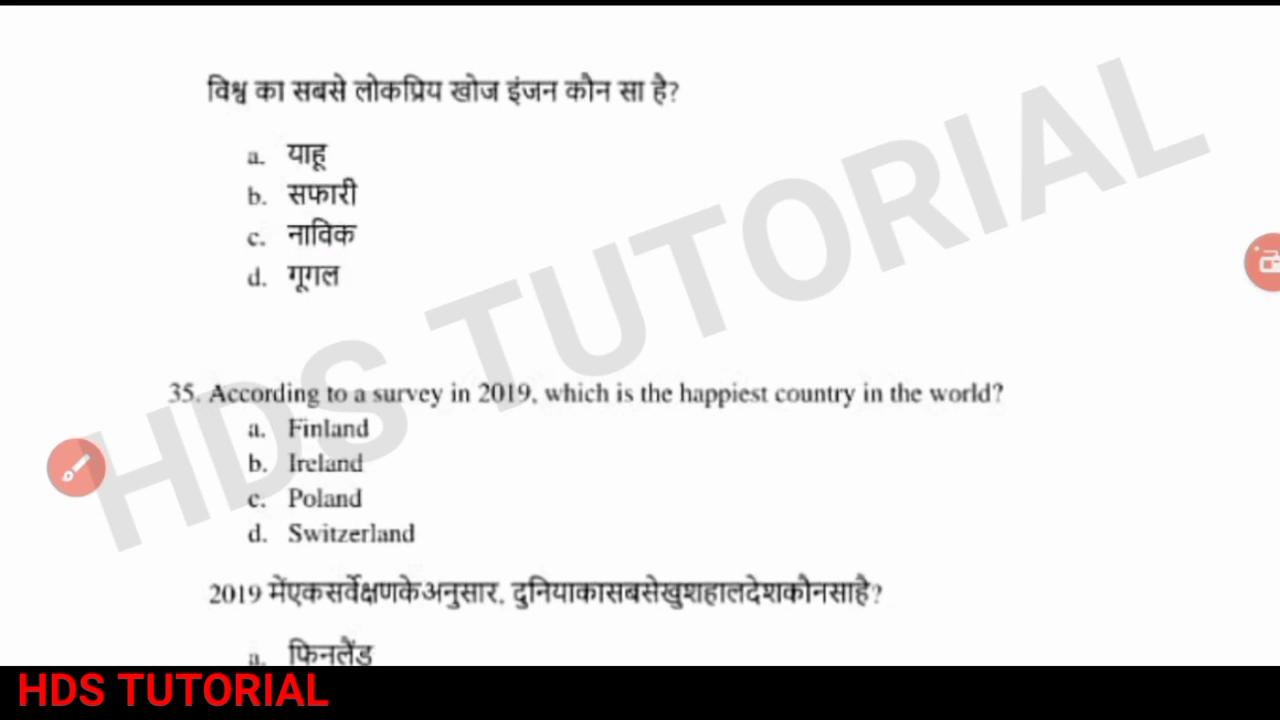 विश्व का सबसे लोकप्रिय खोज इंजन कौन सा है?
a. याहू
b. सफारी
c. नाविक
d. गूगल
HDS TUTORIAL
35. According to a survey in 2019, which is the happiest country in the world?
a. Finland
b. Ireland
c. Poland
d. Switzerland
2019 मेंएकसर्वेक्षणकेअनुसार, दुनियाकासबसेखुशहालदेशकौनसाहै?
a. फिनलैंड
HDS TUTORIAL